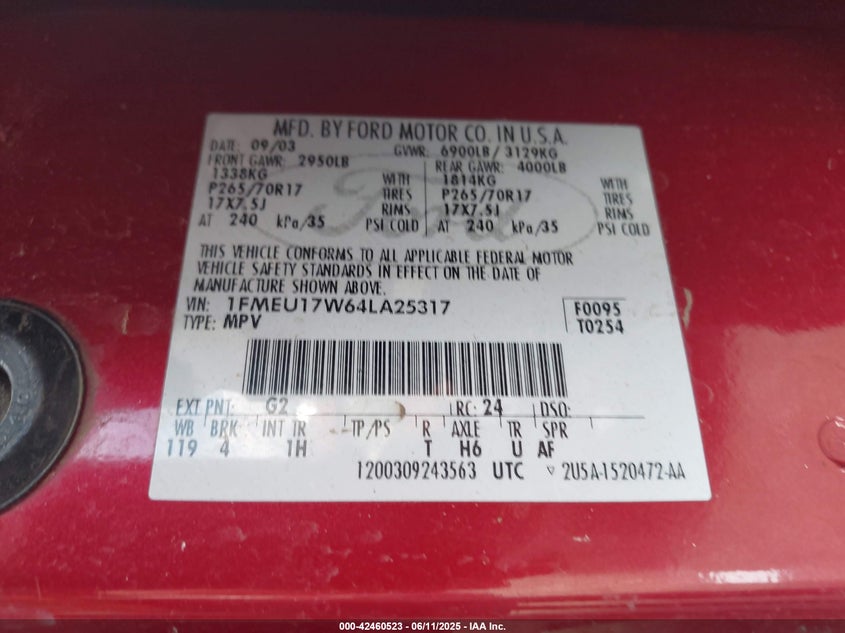 MFD. BY FORD MOTOR CO. IN U.S.A.
DATE: 09/03 GVWR: 6900LB / 3129KG
FRONT GAWR: 2950LB REAR GAWR: 4000LB
1338KG WITH 1814KG WITH
P265/70R17 TIRES P265/70R17 TIRES
17X7.5J RIMS 17X7.5J RIMS
AT 240 kPa/35 PSI COLD AT 240 kPa/35 PSI COLD
Ford
THIS VEHICLE CONFORMS TO ALL APPLICABLE FEDERAL MOTOR
VEHICLE SAFETY STANDARDS IN EFFECT ON THE DATE OF
MANUFACTURE SHOWN ABOVE.
VIN: 1FMEU17W64LA25317 F0095
TYPE: MPV T0254
EXT PNT: G2 RC: 24 DSO:
WB BRK INT TR TP/PS R AXLE TR SPR
119 4 1H T H6 U AF
1200309243563 UTC ▽ 2U5A-1520472-AA
000-42460523 - 06/11/2025 - IAA Inc.